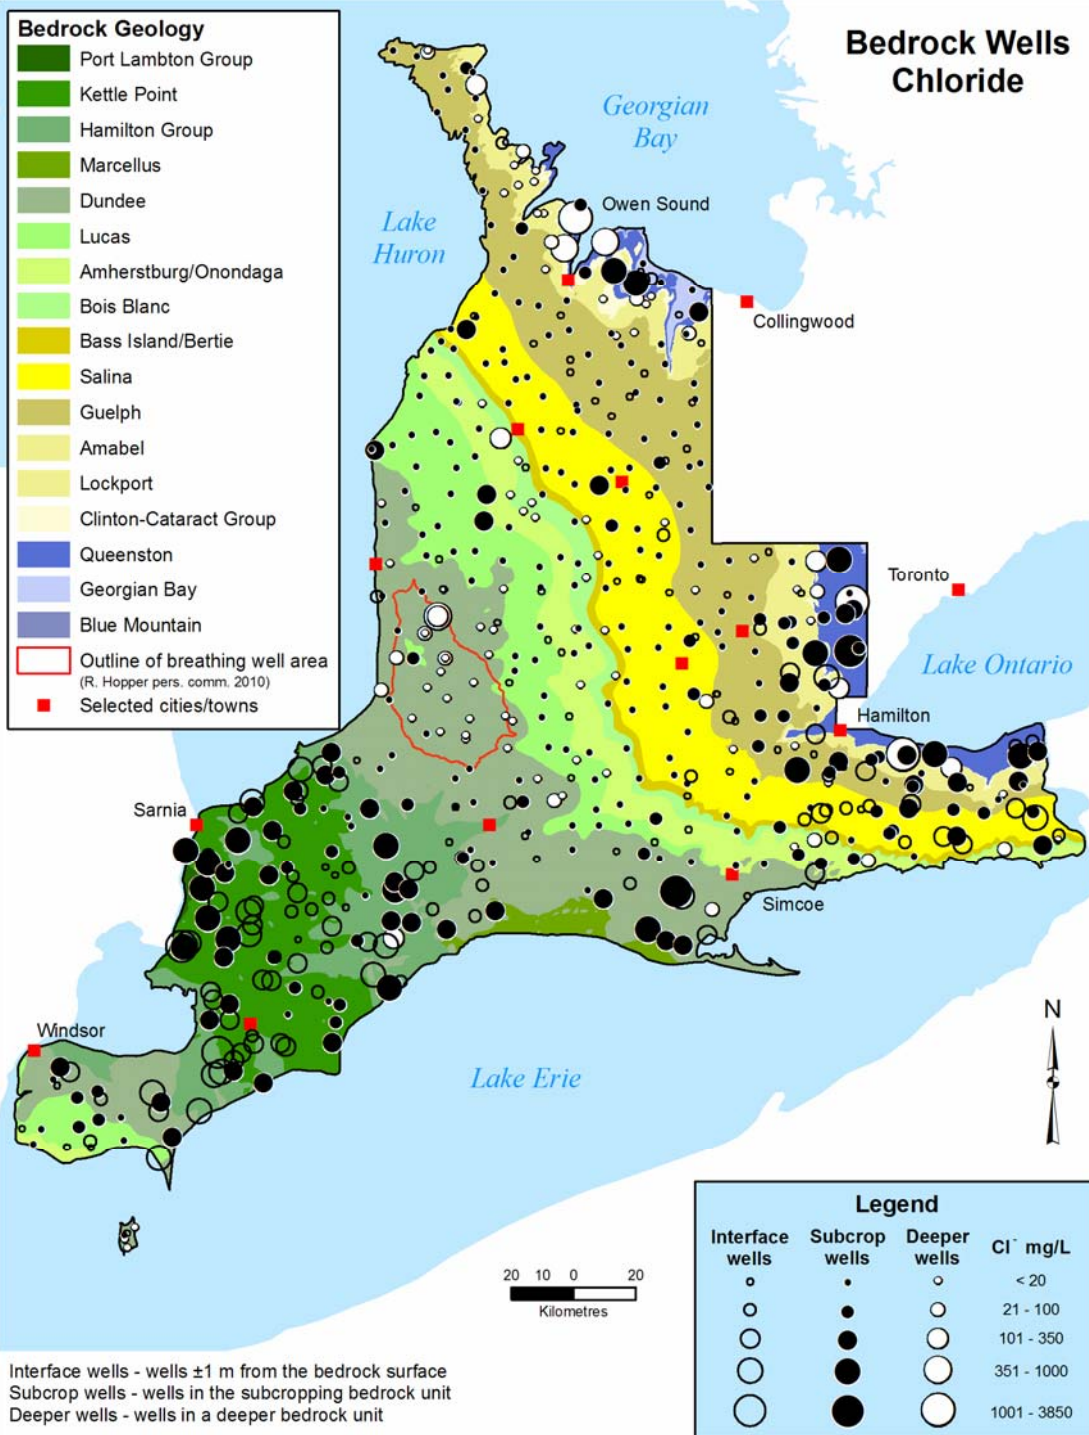 Bedrock Geology
Port Lambton Group
Kettle Point
Hamilton Group
Marcellus
Dundee
Lucas
Amherstburg/Onondaga
Bois Blanc
Bass Island/Bertie
Salina
Guelph
Amabel
Lockport
Clinton-Cataract Group
Queenston
Georgian Bay
Blue Mountain
Outline of breathing well area
(R. Hopper pers. comm. 2010)
Selected cities/towns
Bedrock Wells
Chloride
Georgian
Bay
Owen Sound
Lake
Huron
Collingwood
Toronto
Lake Ontario
Hamilton
Sarnia
Simcoe
Windsor
Lake Erie
N
20 10 0 20
Kilometres
Legend
Interface wells Subcrop wells Deeper wells Cl⁻ mg/L
< 20
21 - 100
101 - 350
351 - 1000
1001 - 3850
Interface wells - wells ±1 m from the bedrock surface
Subcrop wells - wells in the subcropping bedrock unit
Deeper wells - wells in a deeper bedrock unit